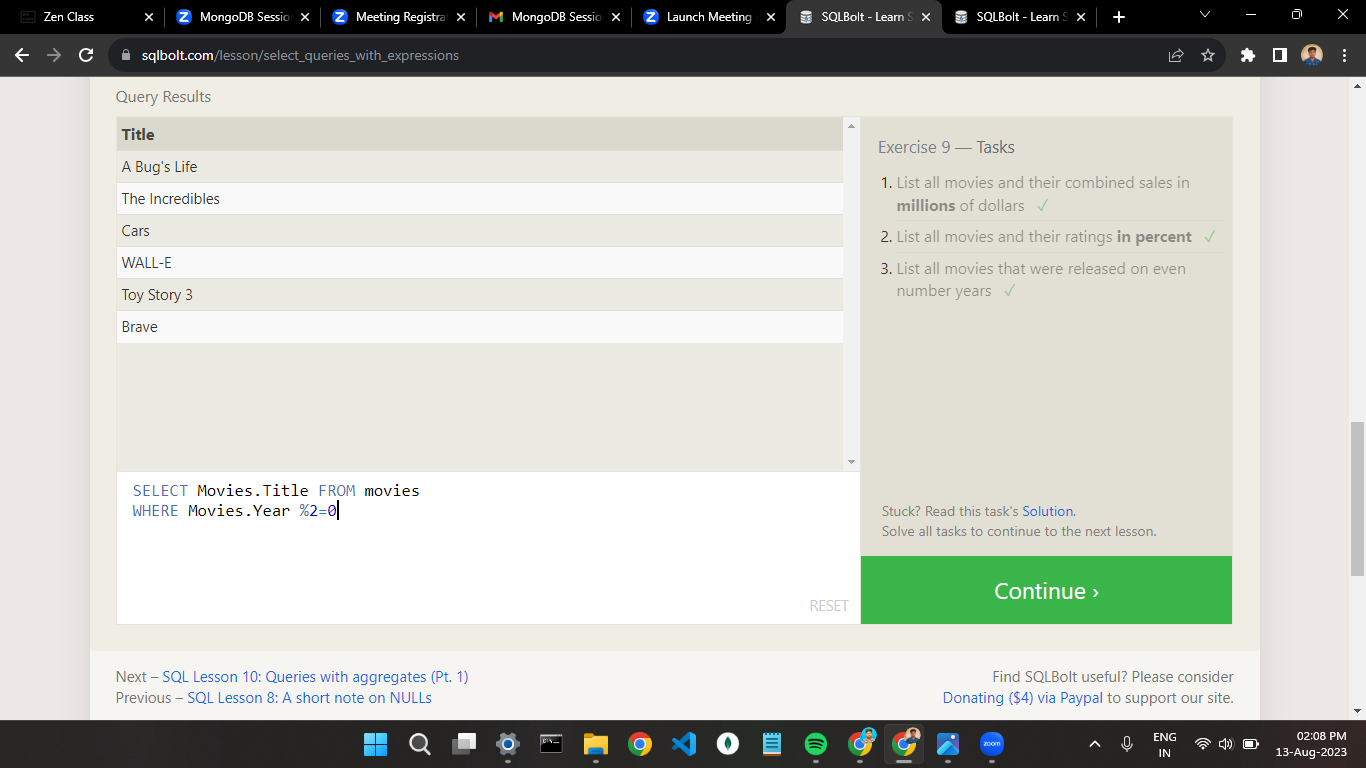 Zen Class
MongoDB Sessio
Meeting Registra
MongoDB Sessio
Launch Meeting
SQLBolt - Learn S
SQLBolt - Learn S
sqlbolt.com/lesson/select_queries_with_expressions
Query Results
Title
A Bug's Life
The Incredibles
Cars
WALL-E
Toy Story 3
Brave
SELECT Movies.Title FROM movies
WHERE Movies.Year %2=0
RESET
Exercise 9 — Tasks
1. List all movies and their combined sales in
millions of dollars ✓
2. List all movies and their ratings in percent ✓
3. List all movies that were released on even
number years ✓
Stuck? Read this task's Solution.
Solve all tasks to continue to the next lesson.
Continue ›
Next – SQL Lesson 10: Queries with aggregates (Pt. 1)
Previous – SQL Lesson 8: A short note on NULLs
Find SQLBolt useful? Please consider
Donating ($4) via Paypal to support our site.
zoom
ENG
IN
02:08 PM
13-Aug-2023